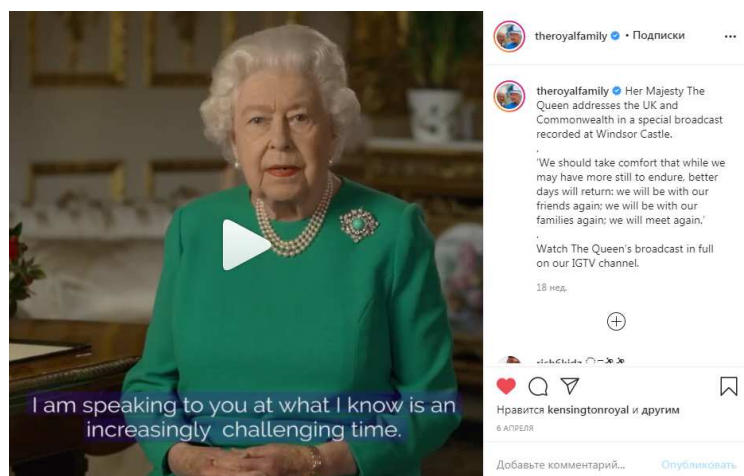 theroyalfamily • Подписки
theroyalfamily Her Majesty The
Queen addresses the UK and
Commonwealth in a special broadcast
recorded at Windsor Castle.
.
'We should take comfort that while we
may have more still to endure, better
days will return: we will be with our
friends again; we will be with our
families again; we will meet again.'
.
Watch The Queen's broadcast in full
on our IGTV channel.
18 нед.
I am speaking to you at what I know is an
increasingly challenging time.
Нравится kensingtonroyal и другим
6 АПРЕЛЯ
Добавьте комментарий...
Опубликовать